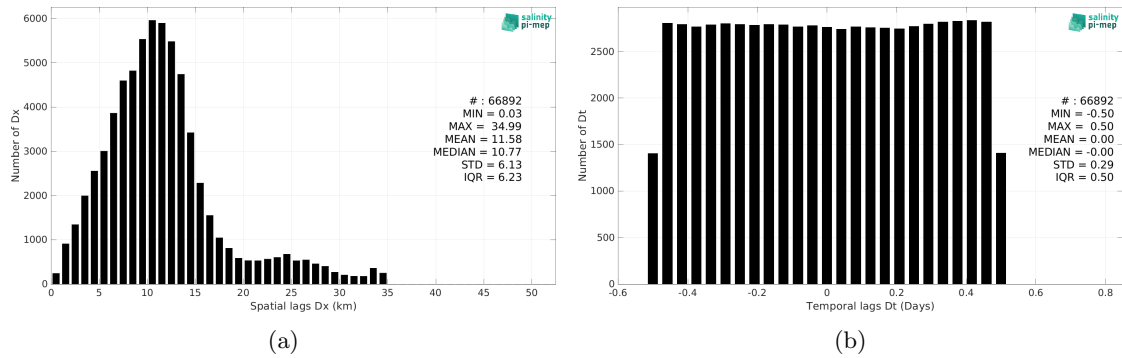 6000
5000
4000
3000
2000
1000
0
Number of Dx
0 5 10 15 20 25 30 35 40 45 50
Spatial lags Dx (km)
salinity
pi-mep
# : 66892
MIN = 0.03
MAX = 34.99
MEAN = 11.58
MEDIAN = 10.77
STD = 6.13
IQR = 6.23
(a)
2500
2000
1500
1000
500
0
Number of Dt
-0.6 -0.4 -0.2 0 0.2 0.4 0.6 0.8
Temporal lags Dt (Days)
salinity
pi-mep
# : 66892
MIN = -0.50
MAX = 0.50
MEAN = 0.00
MEDIAN = -0.00
STD = 0.29
IQR = 0.50
(b)